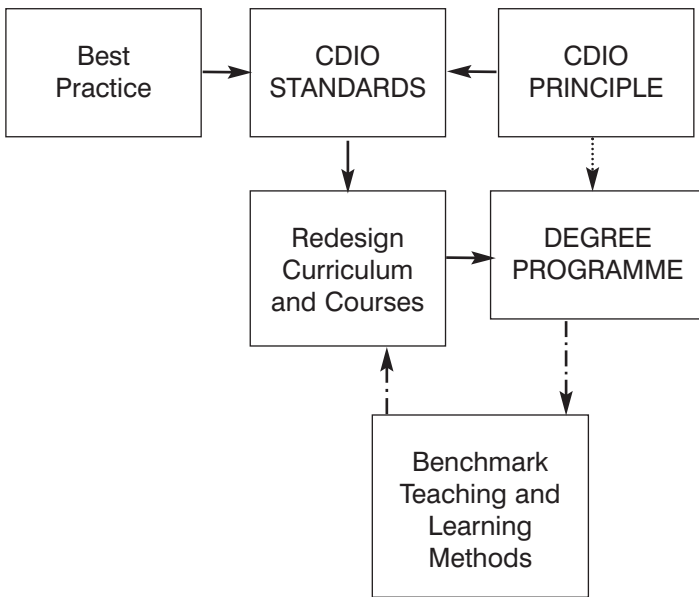 Best
Practice
CDIO
STANDARDS
CDIO
PRINCIPLE
Redesign
Curriculum
and Courses
DEGREE
PROGRAMME
Benchmark
Teaching and
Learning
Methods